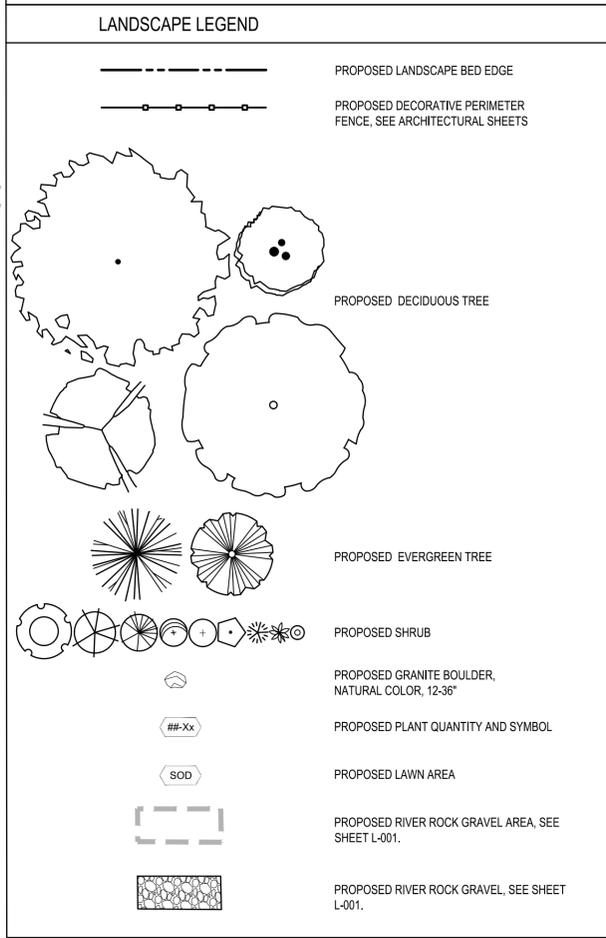 LANDSCAPE LEGEND
PROPOSED LANDSCAPE BED EDGE
PROPOSED DECORATIVE PERIMETER
FENCE, SEE ARCHITECTURAL SHEETS
PROPOSED DECIDUOUS TREE
PROPOSED EVERGREEN TREE
PROPOSED SHRUB
PROPOSED GRANITE BOULDER,
NATURAL COLOR, 12-36"
##-Xx
PROPOSED PLANT QUANTITY AND SYMBOL
SOD
PROPOSED LAWN AREA
PROPOSED RIVER ROCK GRAVEL AREA, SEE
SHEET L-001.
PROPOSED RIVER ROCK GRAVEL, SEE SHEET
L-001.